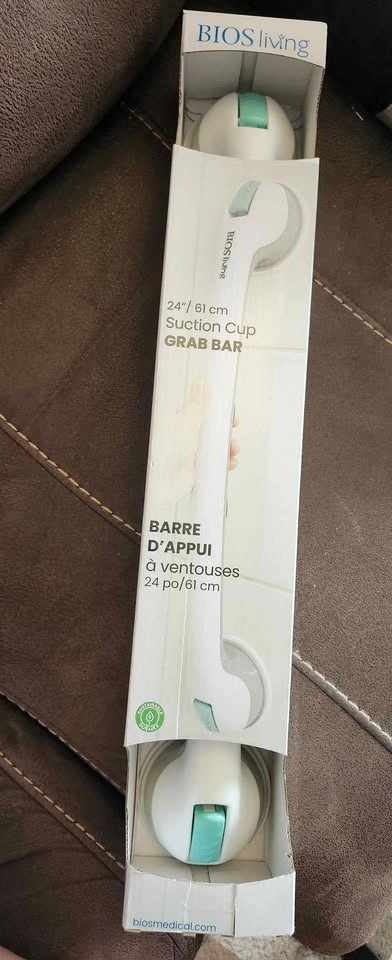 BIOS living
BIOS living
24"/ 61 cm
Suction Cup
GRAB BAR
BARRE
D'APPUI
à ventouses
24 po/61 cm
SUSTAINABLE
biosmedical.com